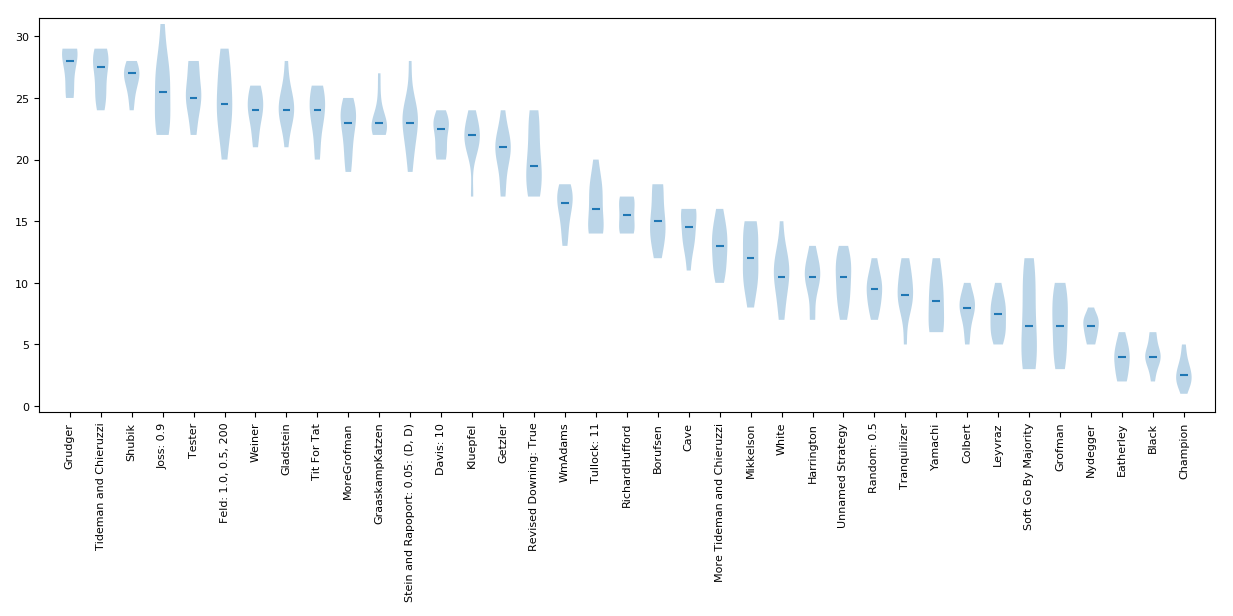 30
25
20
15
10
5
0
Grudger
Tideman and Chieruzzi
Shubik
Joss: 0.9
Tester
Feld: 1.0, 0.5, 200
Weiner
Gladstein
Tit For Tat
MoreGrofman
GraaskampKatzen
Stein and Rapoport: 0.05: (D, D)
Davis: 10
Kluepfel
Getzler
Revised Downing: True
WmAdams
Tullock: 11
RichardHufford
Borufsen
Cave
More Tideman and Chieruzzi
Mikkelson
White
Harrington
Unnamed Strategy
Random: 0.5
Tranquilizer
Yamachi
Colbert
Leyvraz
Soft Go By Majority
Grofman
Nydegger
Eatherley
Black
Champion